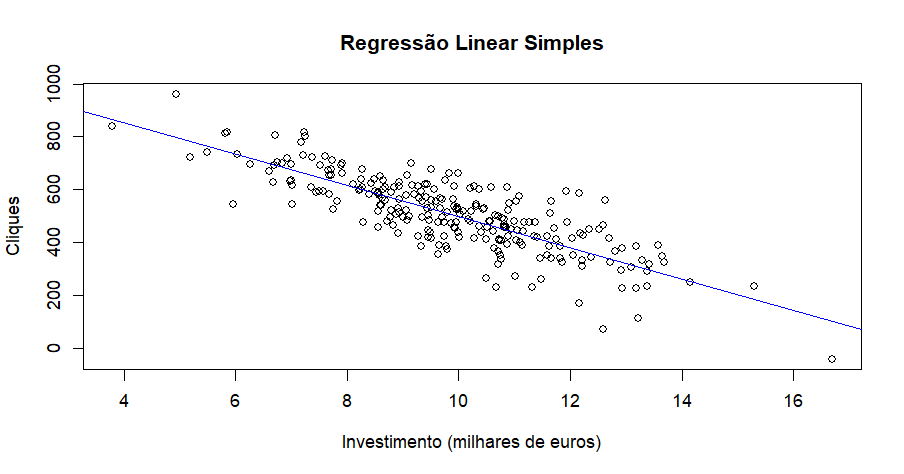 Regressão Linear Simples
Cliques
1000
800
600
400
200
0
4 6 8 10 12 14 16
Investimento (milhares de euros)